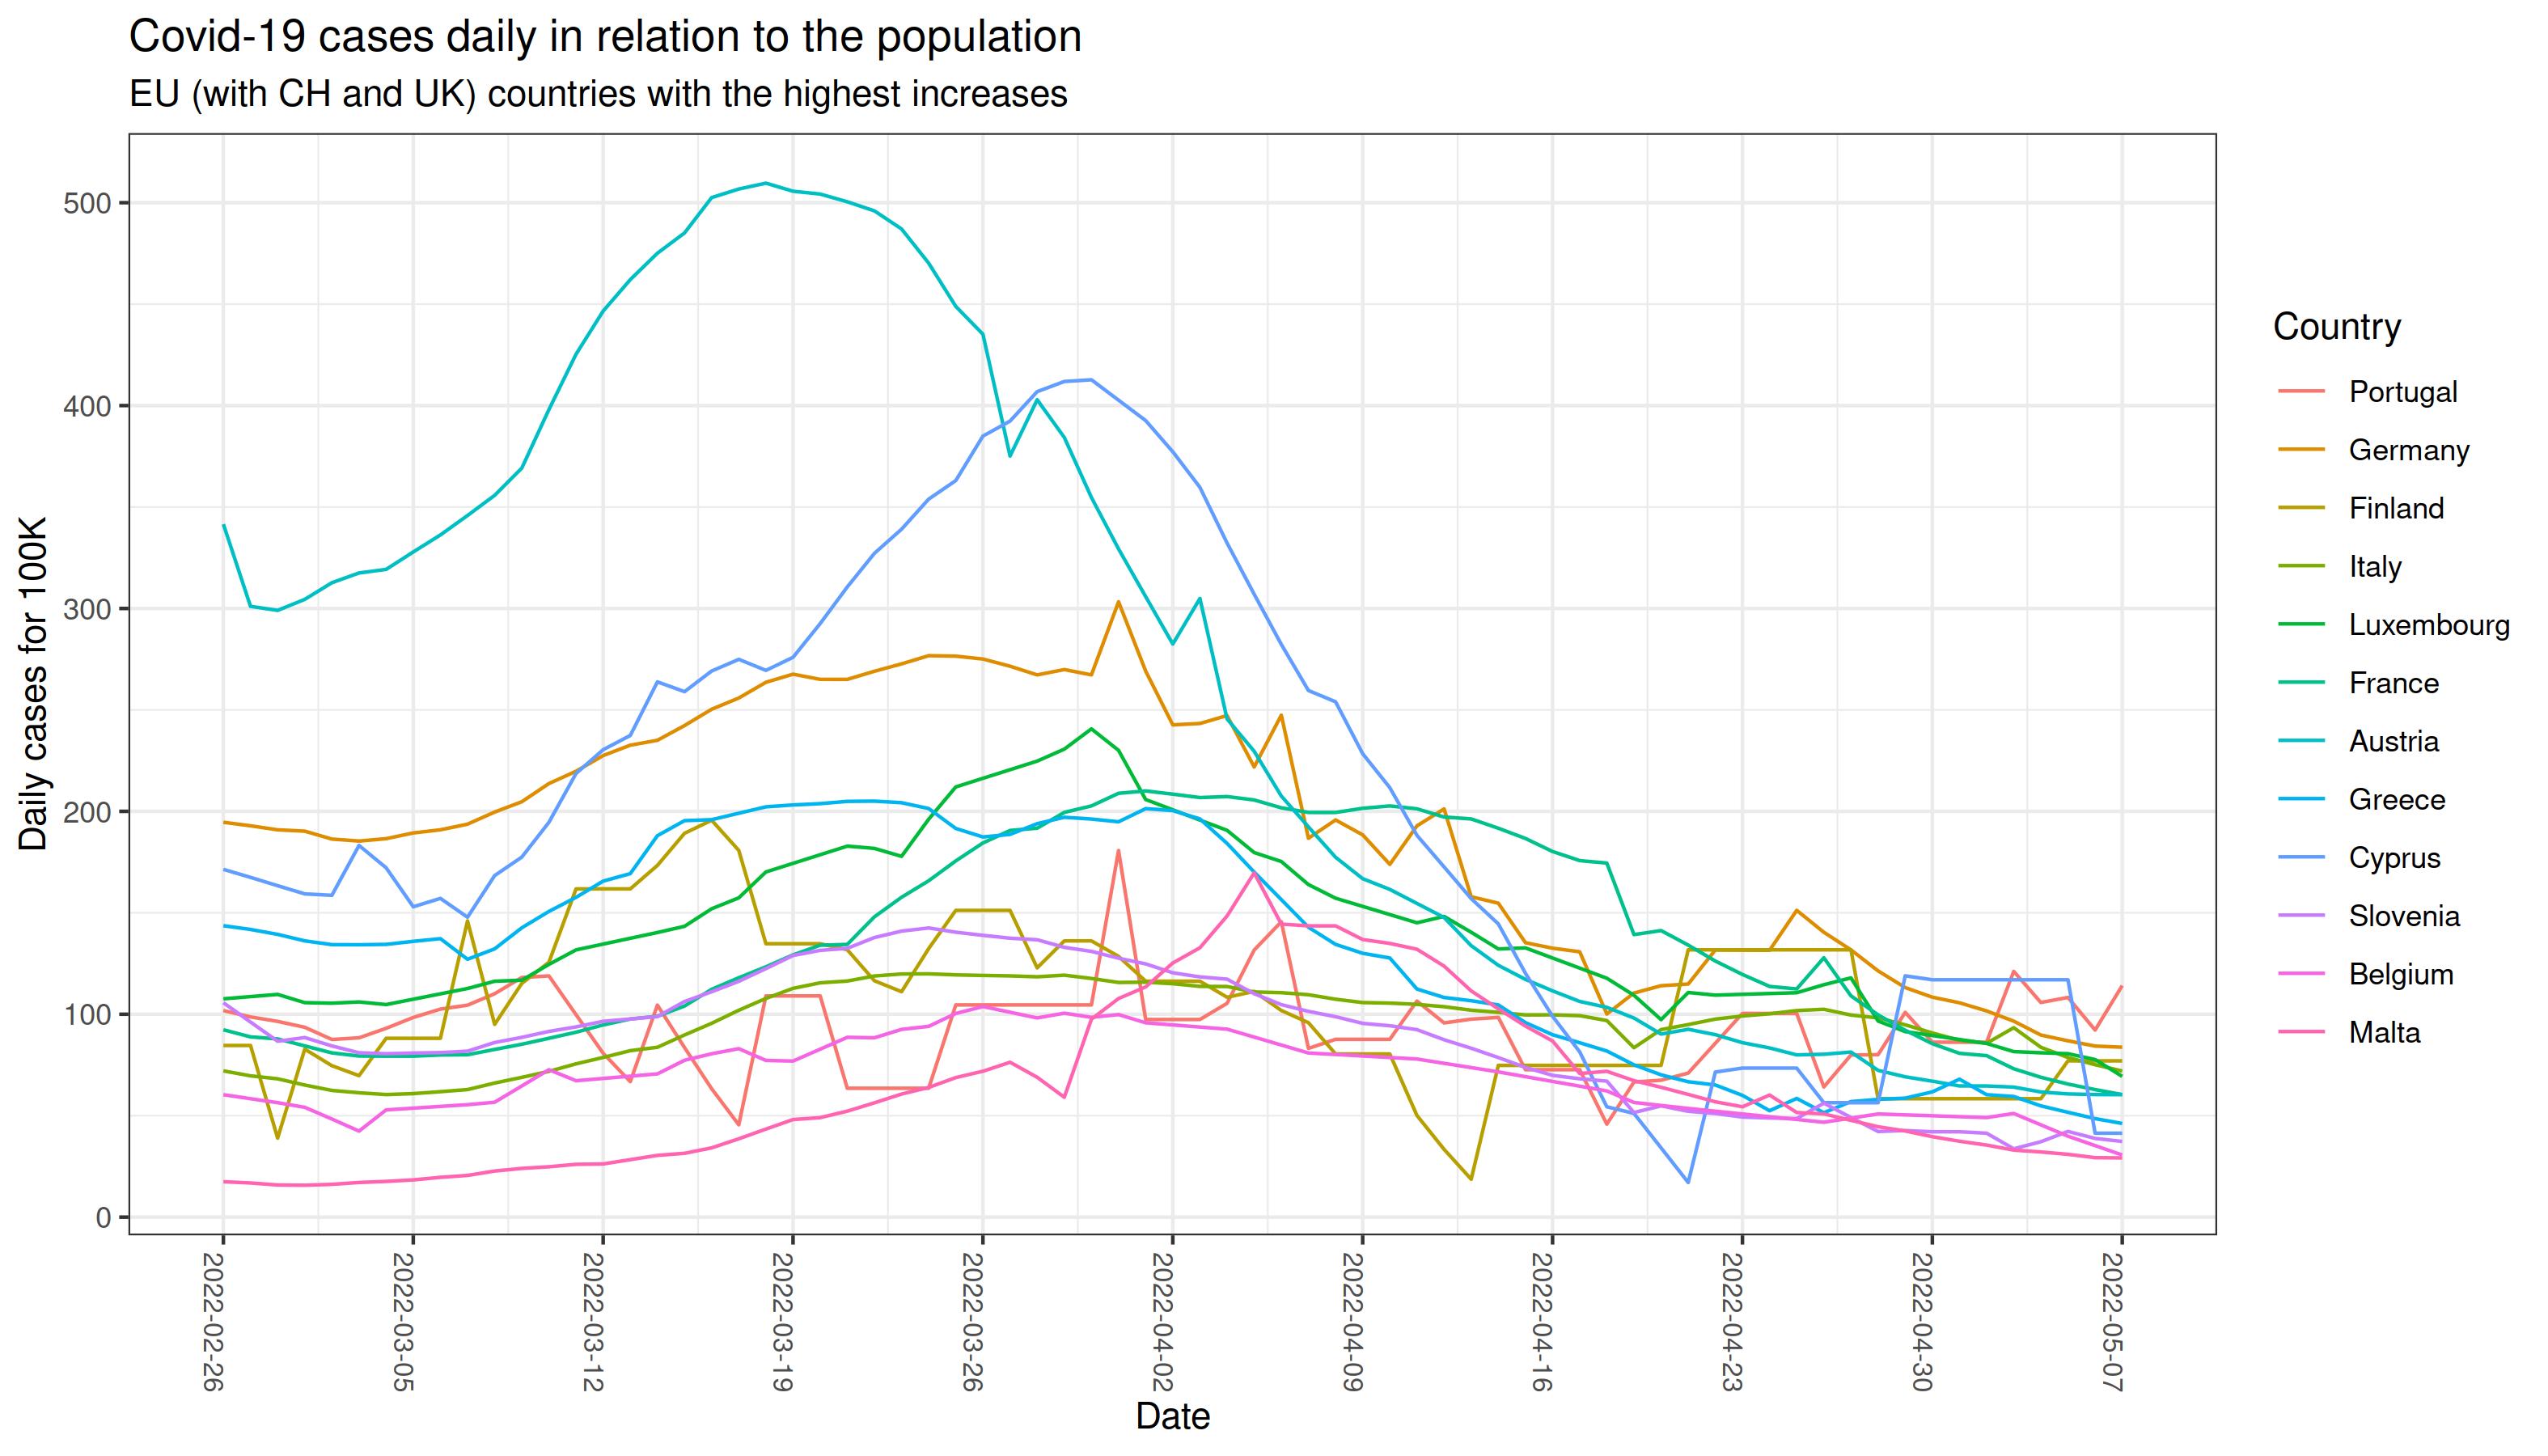 Covid-19 cases daily in relation to the population
EU (with CH and UK) countries with the highest increases
Daily cases for 100K
500
400
300
200
100
0
2022-02-26
2022-03-05
2022-03-12
2022-03-19
2022-03-26
2022-04-02
2022-04-09
2022-04-16
2022-04-23
2022-04-30
2022-05-07
Date
Country
Portugal
Germany
Finland
Italy
Luxembourg
France
Austria
Greece
Cyprus
Slovenia
Belgium
Malta